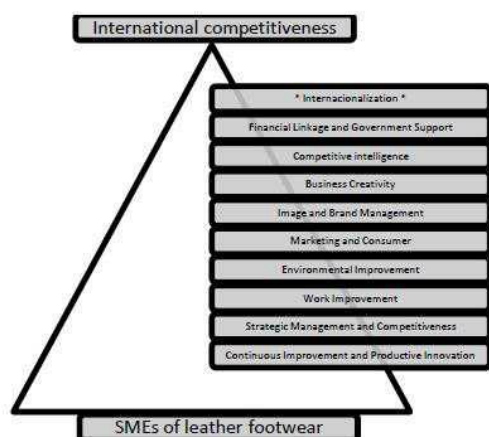 International competitiveness
* Internacionalization *
Financial Linkage and Government Support
Competitive intelligence
Business Creativity
Image and Brand Management
Marketing and Consumer
Environmental Improvement
Work Improvement
Strategic Management and Competitiveness
Continuous Improvement and Productive Innovation
SMEs of leather footwear